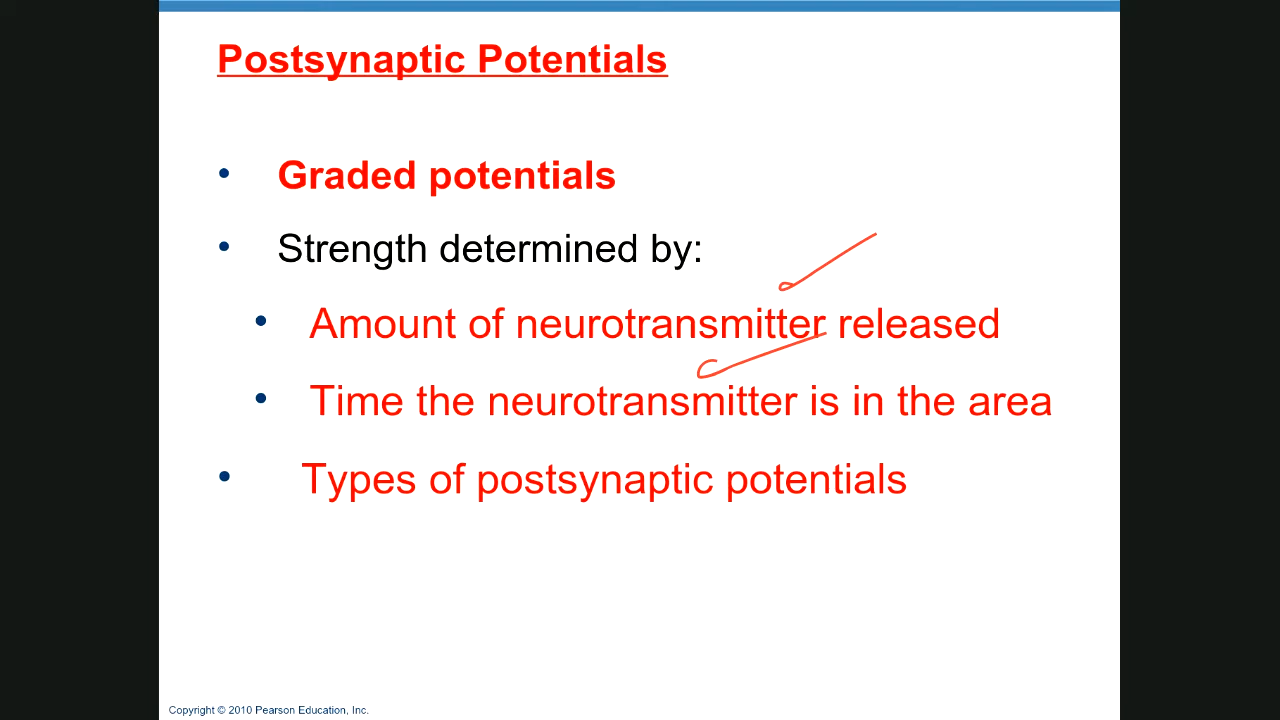 Postsynaptic Potentials
• Graded potentials
• Strength determined by:
• Amount of neurotransmitter released
• Time the neurotransmitter is in the area
• Types of postsynaptic potentials
Copyright © 2010 Pearson Education, Inc.